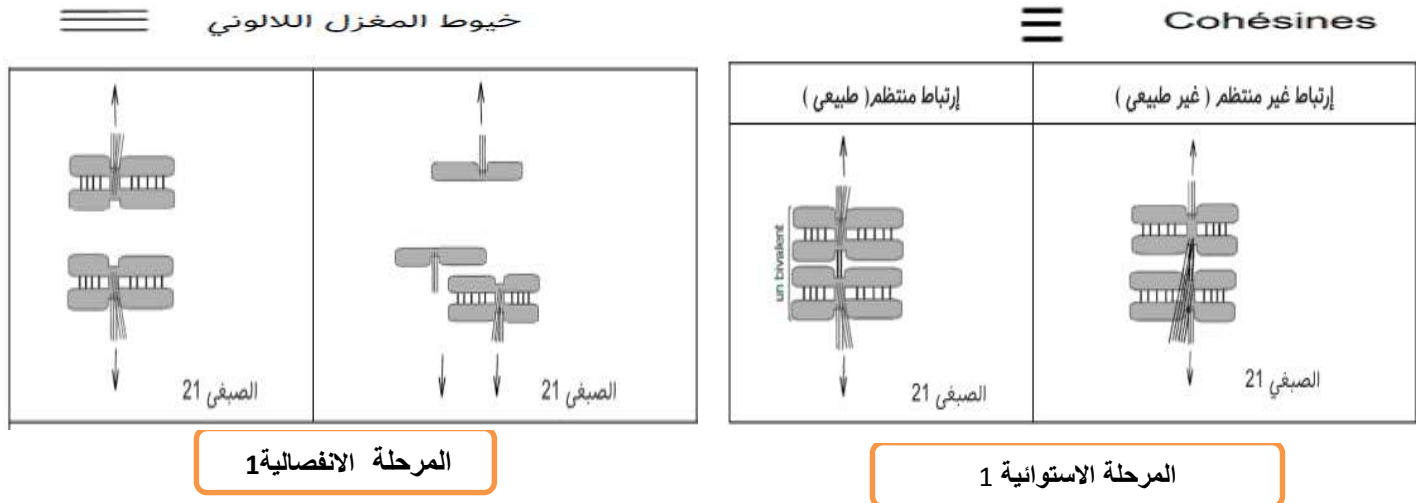 خيوط المغزل اللالوني
Cohésines
إرتباط منتظم( طبيعي )
إرتباط غير منتظم ( غير طبيعي )
un bivalent
الصبغي 21
الصبغي 21
الصبغي 21
الصبغي 21
المرحلة الانفصالية1
المرحلة الاستوائية 1